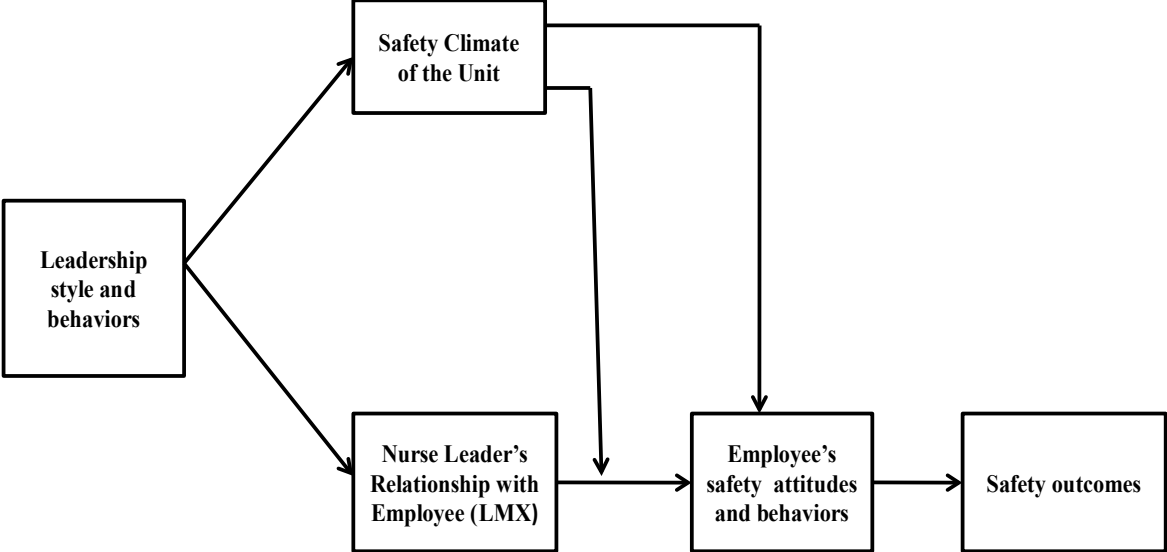 Safety Climate
of the Unit
Leadership
style and
behaviors
Nurse Leader’s
Relationship with
Employee (LMX)
Employee’s
safety attitudes
and behaviors
Safety outcomes